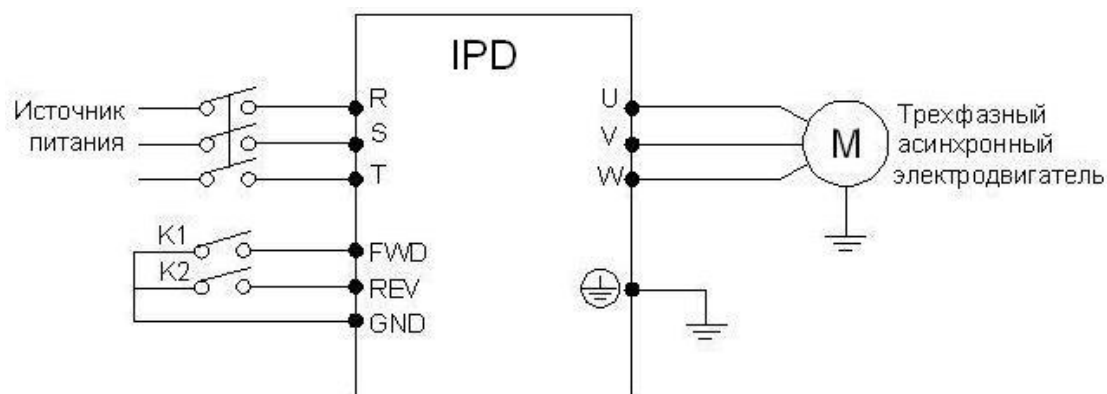 IPD
Источник
питания
R
S
T
K1
K2
FWD
REV
GND
U
V
W
M
Трехфазный
асинхронный
электродвигатель